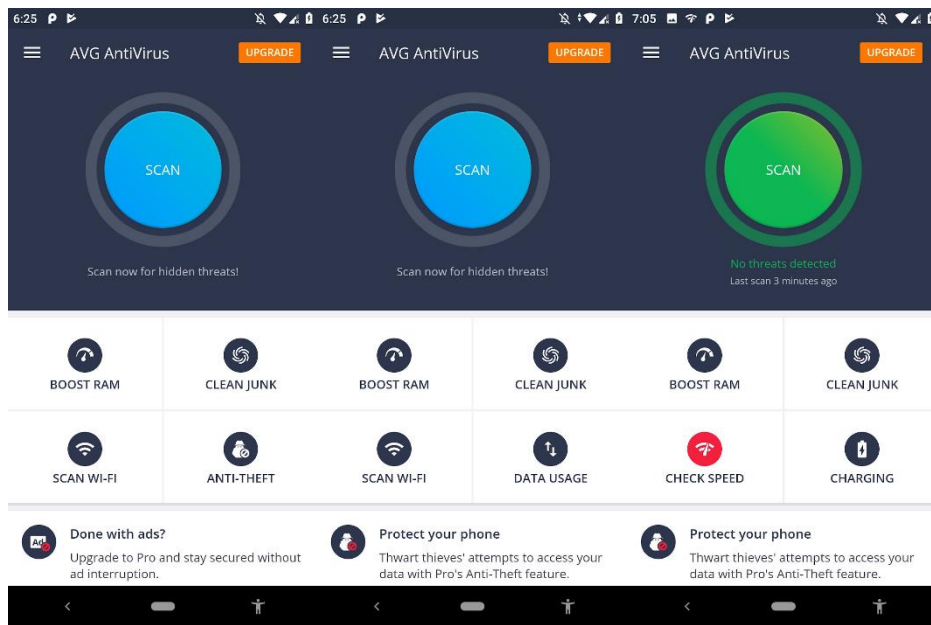 6:25
AVG AntiVirus
UPGRADE
SCAN
Scan now for hidden threats!
BOOST RAM
CLEAN JUNK
SCAN WI-FI
ANTI-THEFT
Ad
Done with ads?
Upgrade to Pro and stay secured without
ad interruption.
6:25
AVG AntiVirus
UPGRADE
SCAN
Scan now for hidden threats!
BOOST RAM
CLEAN JUNK
SCAN WI-FI
DATA USAGE
Protect your phone
Thwart thieves' attempts to access your
data with Pro's Anti-Theft feature.
7:05
AVG AntiVirus
UPGRADE
SCAN
No threats detected
Last scan 3 minutes ago
BOOST RAM
CLEAN JUNK
CHECK SPEED
CHARGING
Protect your phone
Thwart thieves' attempts to access your
data with Pro's Anti-Theft feature.